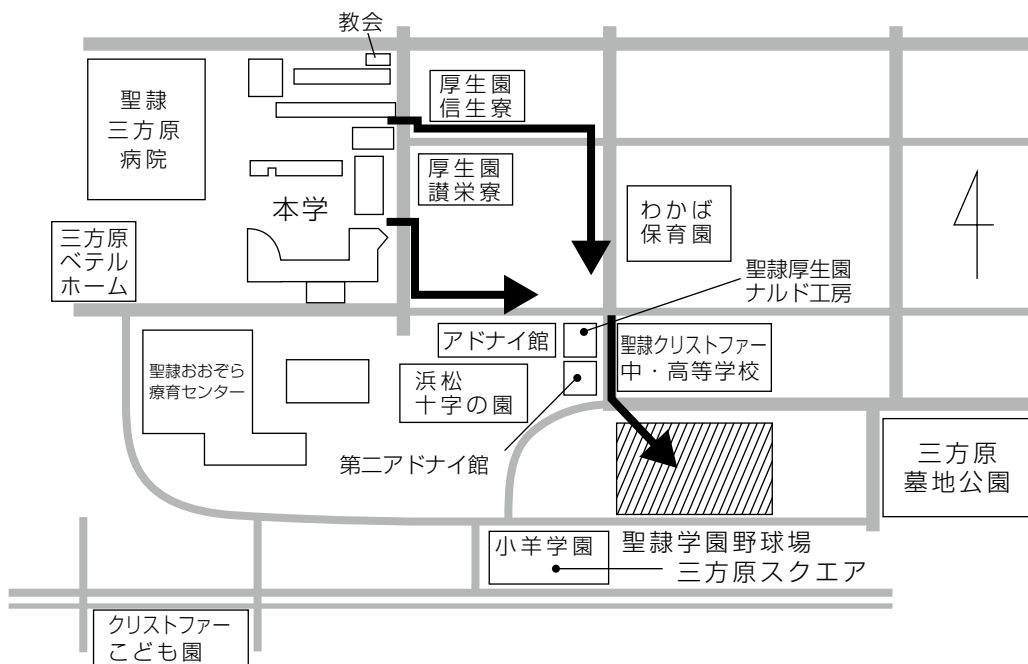 教会
聖隷
三方原
病院
厚生園
信生寮
厚生園
讃栄寮
本学
三方原
ベテル
ホーム
わかば
保育園
聖隷厚生園
ナルド工房
アドナイ館
聖隷クリストファー
中・高等学校
聖隷おおぞら
療育センター
浜松
十字の園
第二アドナイ館
三方原
墓地公園
小羊学園
聖隷学園野球場
三方原スクエア
クリストファー
こども園